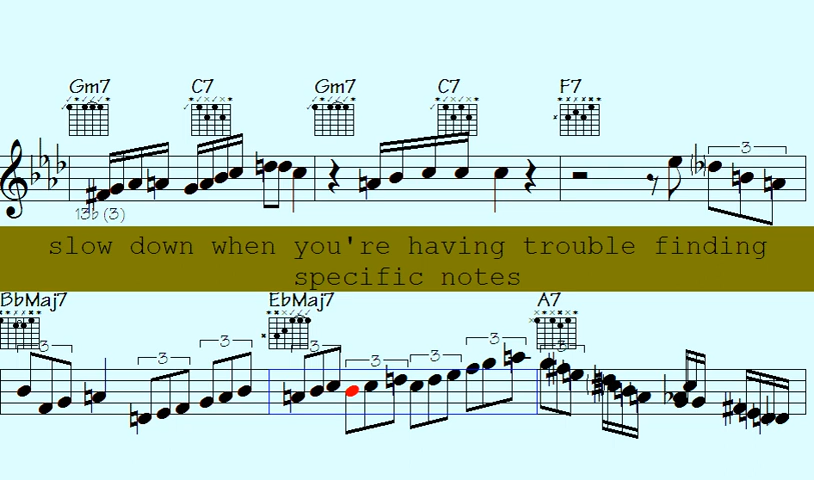 Gm7 C7 Gm7 C7 F7
3
13b (3)
slow down when you're having trouble finding
specific notes
BbMaj7 EbMaj7 A7
3 3 3 3 3 3 3 3